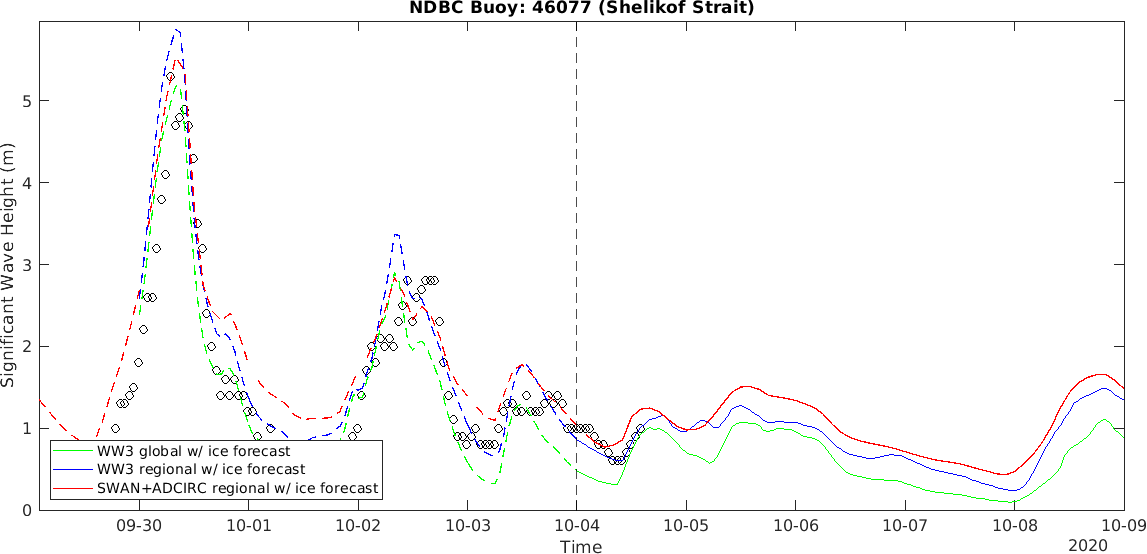 NDBC Buoy: 46077 (Shelikof Strait)
Significant Wave Height (m)
5
4
3
2
1
0
WW3 global w/ ice forecast
WW3 regional w/ ice forecast
SWAN+ADCIRC regional w/ ice forecast
09-30 10-01 10-02 10-03 10-04 10-05 10-06 10-07 10-08 10-09
Time
2020